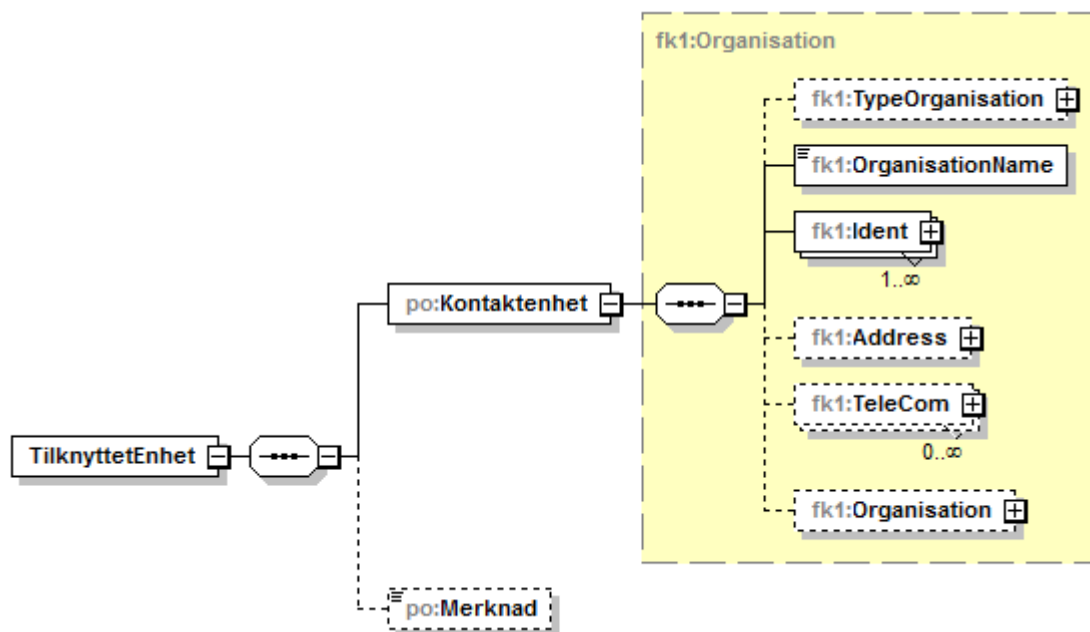 fk1:Organisation
fk1:TypeOrganisation
fk1:OrganisationName
fk1:Ident
1..∞
po:Kontaktenhet
fk1:Address
fk1:TeleCom
0..∞
TilknyttetEnhet
fk1:Organisation
po:Merknad